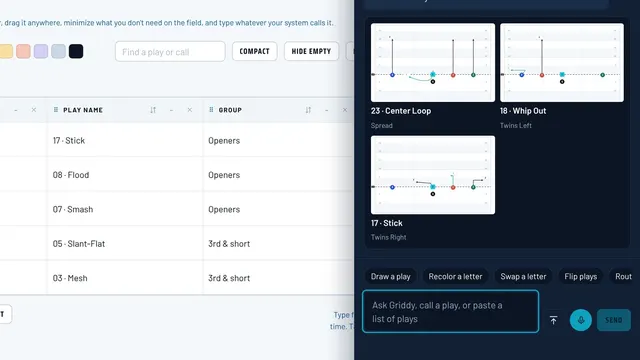 , drag it anywhere, minimize what you don't need on the field, and type whatever your system calls it.
Find a play or call
COMPACT
HIDE EMPTY
PLAY NAME
GROUP
17 · Stick
Openers
08 · Flood
Openers
07 · Smash
Openers
05 · Slant-Flat
3rd & short
03 · Mesh
3rd & short
Type f
time. T
23 · Center Loop
Spread
18 · Whip Out
Twins Left
17 · Stick
Twins Right
Draw a play
Recolor a letter
Swap a letter
Flip plays
Rout
Ask Griddy, call a play, or paste a
list of plays
SEND